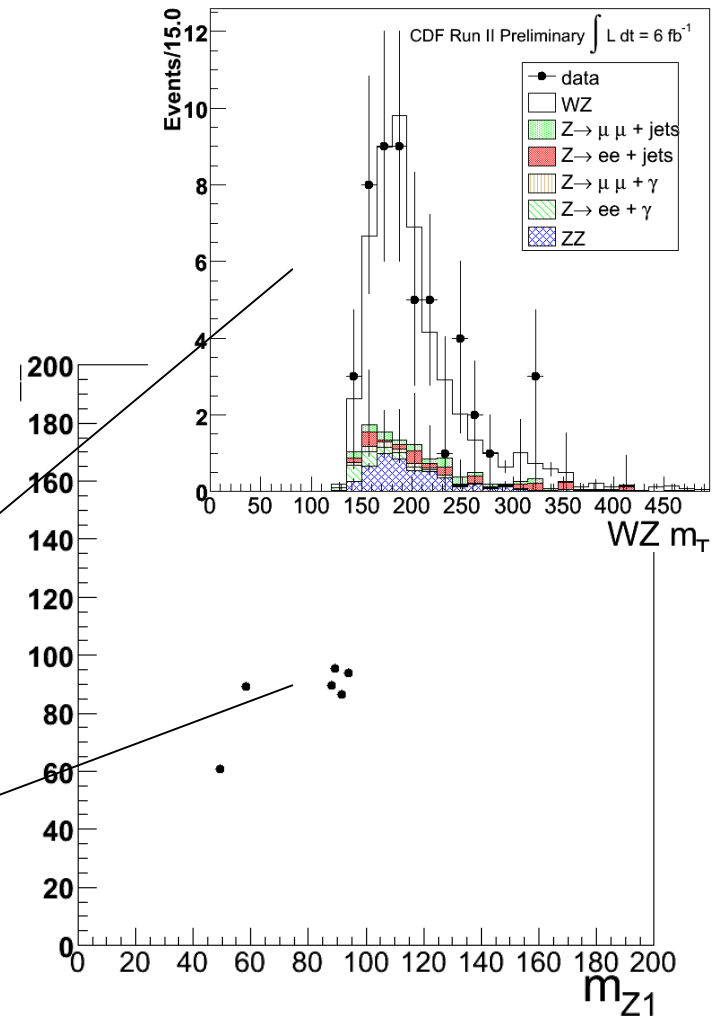 Events/15.0
CDF Run II Preliminary ∫ L dt = 6 fb⁻¹
data
WZ
Z→ μ μ + jets
Z→ ee + jets
Z→ μ μ + γ
Z→ ee + γ
ZZ
12
10
8
6
4
2
0
0 50 100 150 200 250 300 350 400 450
WZ m_T
200
180
160
140
120
100
80
60
40
20
0
0 20 40 60 80 100 120 140 160 180 200
m_Z1